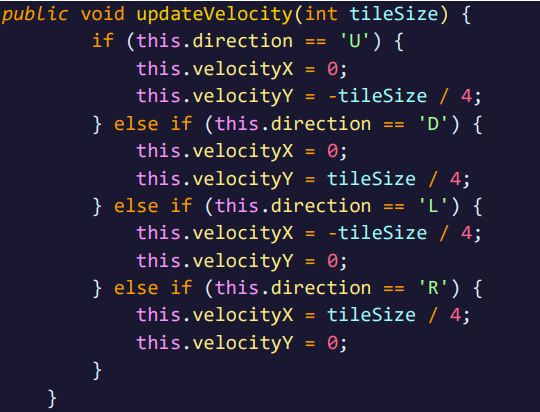 public void updateVelocity(int tileSize) {
        if (this.direction == 'U') {
            this.velocityX = 0;
            this.velocityY = -tileSize / 4;
        } else if (this.direction == 'D') {
            this.velocityX = 0;
            this.velocityY = tileSize / 4;
        } else if (this.direction == 'L') {
            this.velocityX = -tileSize / 4;
            this.velocityY = 0;
        } else if (this.direction == 'R') {
            this.velocityX = tileSize / 4;
            this.velocityY = 0;
        }
    }